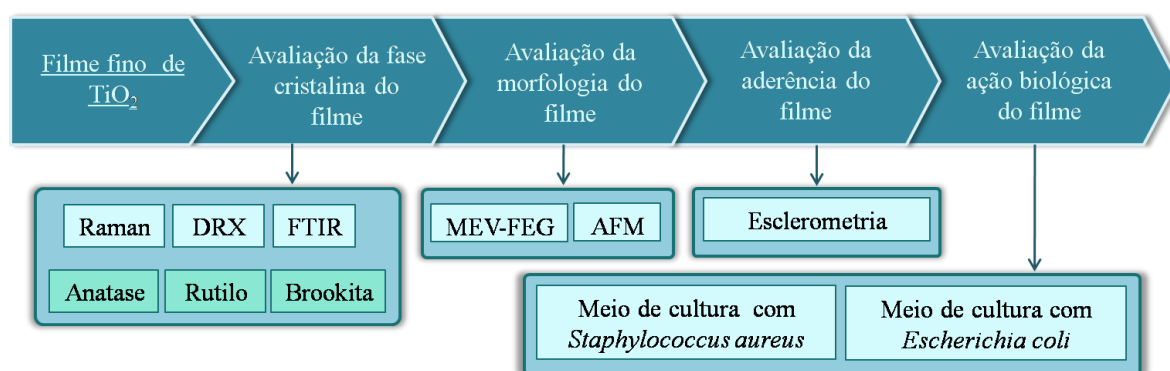 Filme fino de
TiO₂
Avaliação da fase
cristalina do
filme
Avaliação da
morfologia do
filme
Avaliação da
aderência do
filme
Avaliação da
ação biológica
do filme
Raman
DRX
FTIR
Anatase
Rutilo
Brookita
MEV-FEG
AFM
Esclerometria
Meio de cultura com
Staphylococcus aureus
Meio de cultura com
Escherichia coli